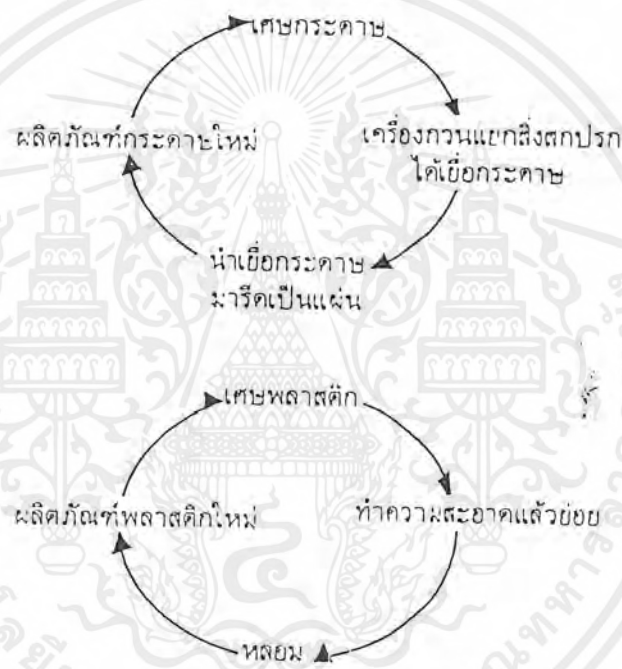 เศษกระดาษ
ผลิตภัณฑ์กระดาษใหม่
เครื่องกวนแยกสิ่งสกปรก
ได้เยื่อกระดาษ
นำเยื่อกระดาษ
มารีดเป็นแผ่น
เศษพลาสติก
ผลิตภัณฑ์พลาสติกใหม่
ทำความสะอาดแล้วย่อย
หลอม